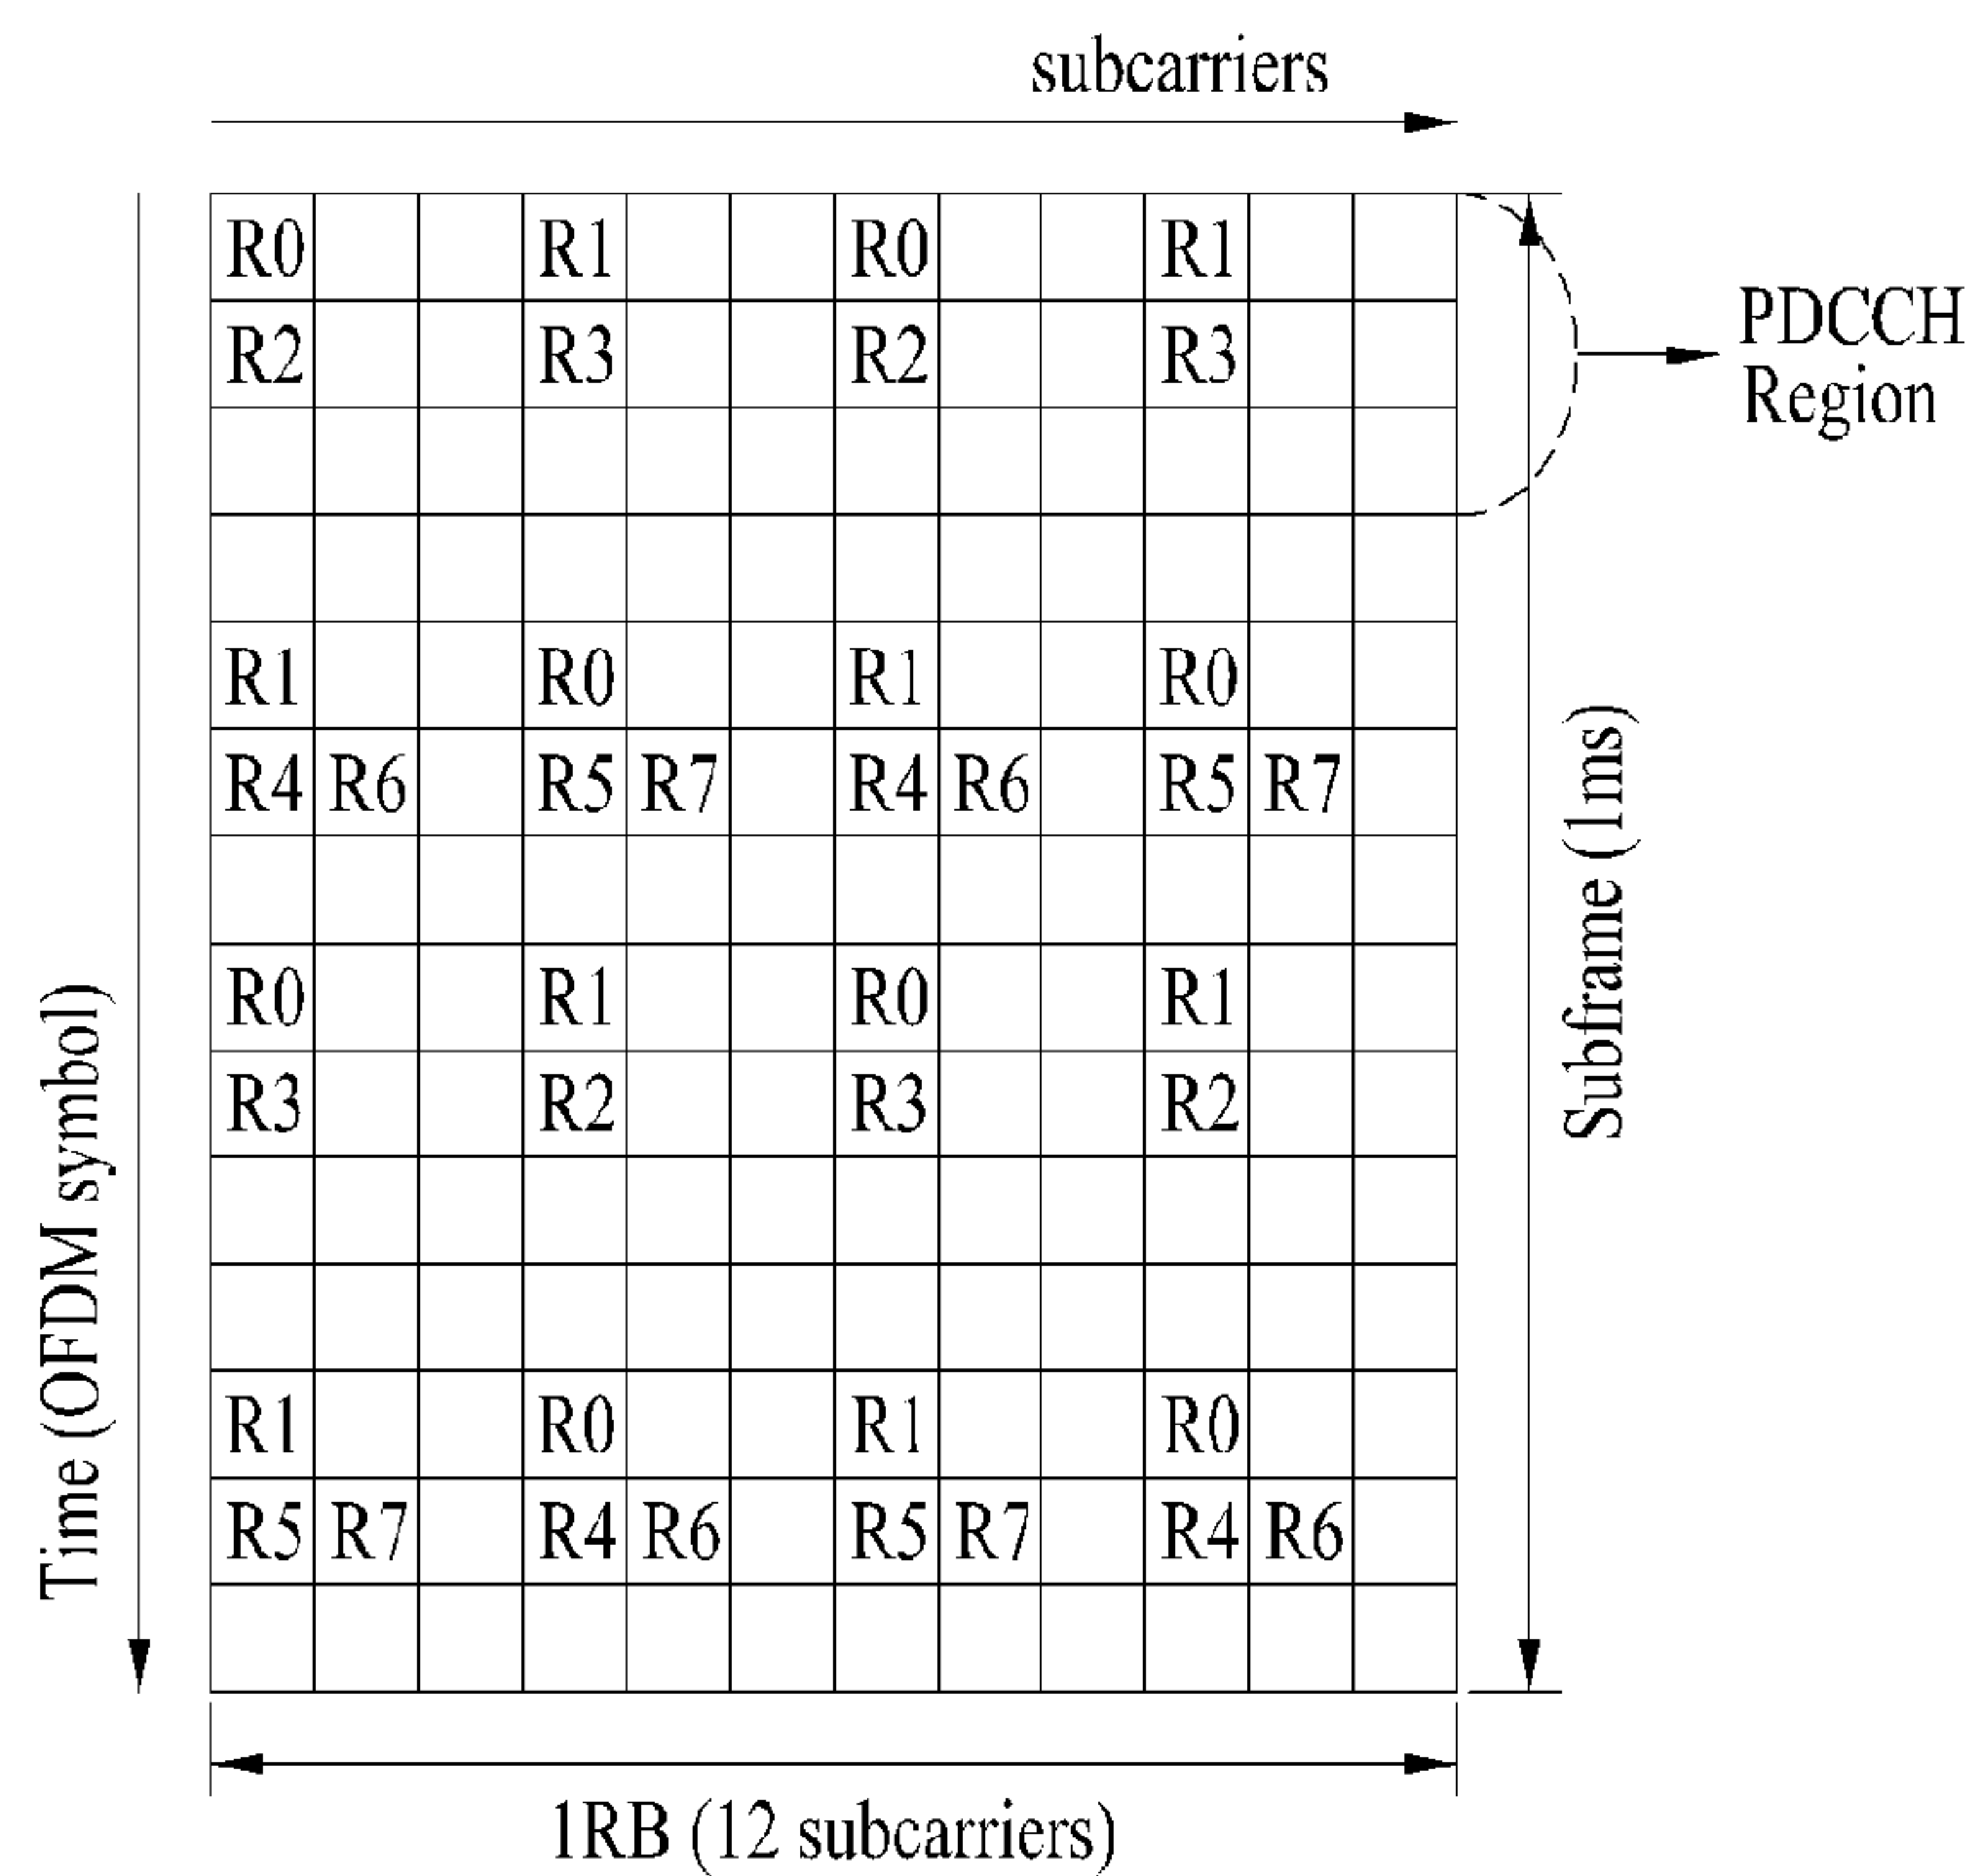 subcarriers
R0 R1 R0 R1
R2 R3 R2 R3
PDCCH
Region
R1 R0 R1 R0
R4 R6 R5 R7 R4 R6 R5 R7
R0 R1 R0 R1
R3 R2 R3 R2
R1 R0 R1 R0
R5 R7 R4 R6 R5 R7 R4 R6
Time (OFDM symbol)
Subframe (1ms)
1RB (12 subcarriers)